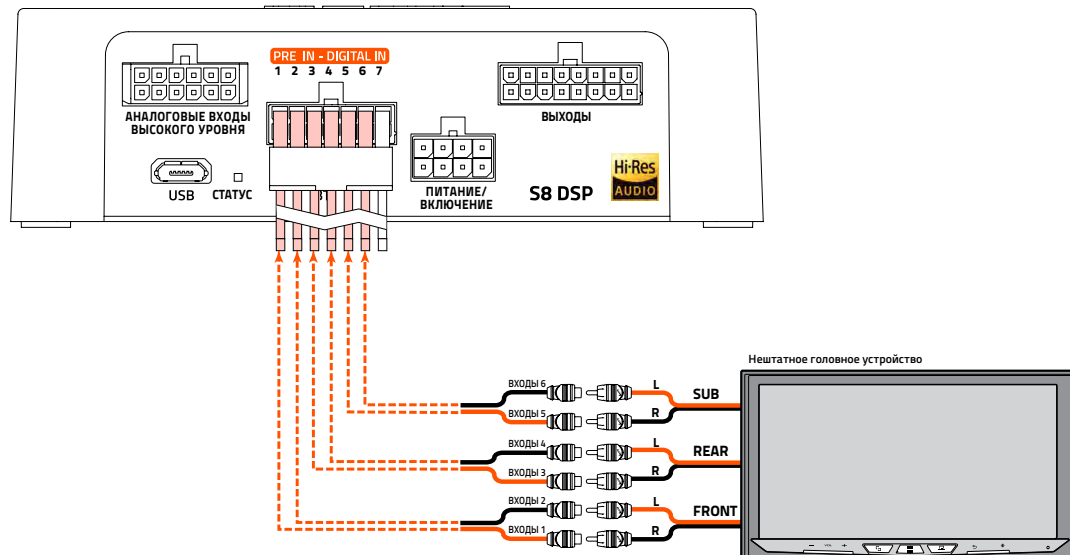 PRE IN - DIGITAL IN
1 2 3 4 5 6 7
АНАЛОГОВЫЕ ВХОДЫ
ВЫСОКОГО УРОВНЯ
ВЫХОДЫ
USB
СТАТУС
ПИТАНИЕ/
ВКЛЮЧЕНИЕ
S8 DSP
Hi-Res
AUDIO
Нештатное головное устройство
ВХОДЫ 6
L
SUB
ВХОДЫ 5
R
ВХОДЫ 4
L
REAR
ВХОДЫ 3
R
ВХОДЫ 2
L
FRONT
ВХОДЫ 1
R
VOL